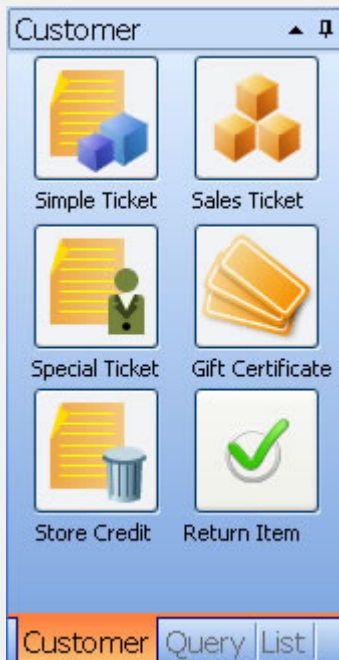 Customer
Simple Ticket Sales Ticket
Special Ticket Gift Certificate
Store Credit Return Item
Customer Query List